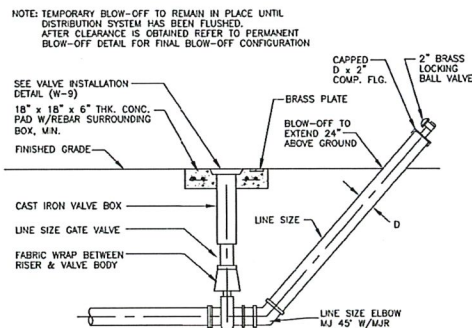 NOTE: TEMPORARY BLOW-OFF TO REMAIN IN PLACE UNTIL
DISTRIBUTION SYSTEM HAS BEEN FLUSHED.
AFTER CLEARANCE IS OBTAINED REFER TO PERMANENT
BLOW-OFF DETAIL FOR FINAL BLOW-OFF CONFIGURATION
CAPPED
D x 2"
COMP. FLG.
2" BRASS
LOCKING
BALL VALVE
SEE VALVE INSTALLATION
DETAIL (W-9)
18" x 18" x 6" THK. CONC.
PAD W/REBAR SURROUNDING
BOX, MIN.
BRASS PLATE
BLOW-OFF TO
EXTEND 24"
ABOVE GROUND
FINISHED GRADE
CAST IRON VALVE BOX
LINE SIZE
D
LINE SIZE GATE VALVE
FABRIC WRAP BETWEEN
RISER & VALVE BODY
LINE SIZE ELBOW
MJ 45° W/MJR